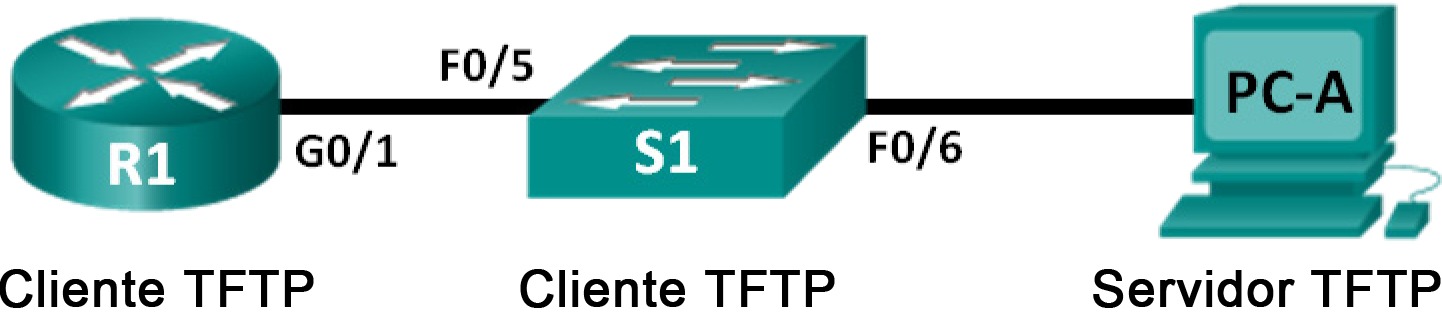 F0/5
PC-A
R1
G0/1
S1
F0/6
Cliente TFTP
Cliente TFTP
Servidor TFTP